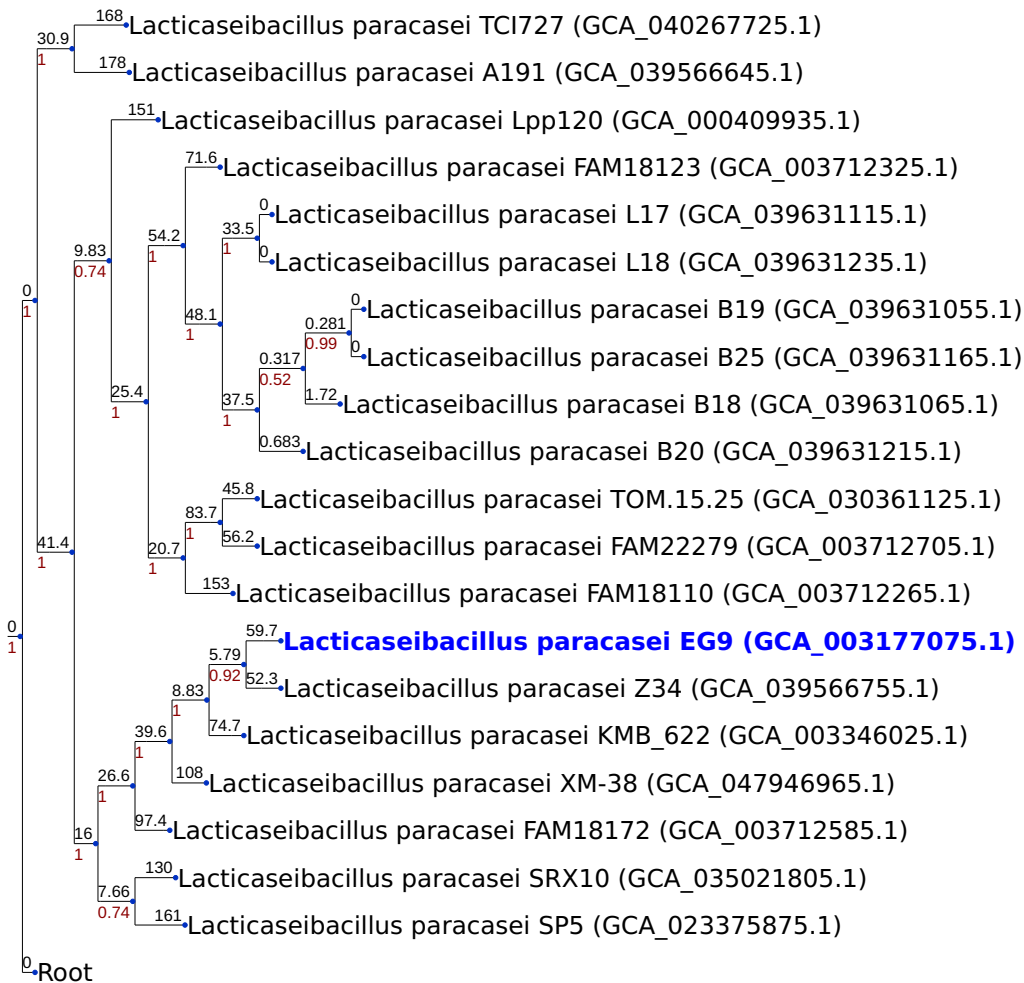 168 Lacticaseibacillus paracasei TCI727 (GCA_040267725.1)
30.9
1
178 Lacticaseibacillus paracasei A191 (GCA_039566645.1)
151 Lacticaseibacillus paracasei Lpp120 (GCA_000409935.1)
71.6 Lacticaseibacillus paracasei FAM18123 (GCA_003712325.1)
0 Lacticaseibacillus paracasei L17 (GCA_039631115.1)
54.2 33.5
9.83 1 1
0.74
0 Lacticaseibacillus paracasei L18 (GCA_039631235.1)
0
1
0 Lacticaseibacillus paracasei B19 (GCA_039631055.1)
48.1 0.281
1 0.99
0 Lacticaseibacillus paracasei B25 (GCA_039631165.1)
0.317
0.52
25.4 37.5 1.72 Lacticaseibacillus paracasei B18 (GCA_039631065.1)
1 1
0.683 Lacticaseibacillus paracasei B20 (GCA_039631215.1)
45.8 Lacticaseibacillus paracasei TOM.15.25 (GCA_030361125.1)
83.7
1
56.2 Lacticaseibacillus paracasei FAM22279 (GCA_003712705.1)
41.4 20.7
1 1
153 Lacticaseibacillus paracasei FAM18110 (GCA_003712265.1)
0 59.7 Lacticaseibacillus paracasei EG9 (GCA_003177075.1)
1 5.79
0.92
52.3 Lacticaseibacillus paracasei Z34 (GCA_039566755.1)
8.83
1
39.6 74.7 Lacticaseibacillus paracasei KMB_622 (GCA_003346025.1)
1
26.6 108 Lacticaseibacillus paracasei XM-38 (GCA_047946965.1)
1
16 97.4 Lacticaseibacillus paracasei FAM18172 (GCA_003712585.1)
1
130 Lacticaseibacillus paracasei SRX10 (GCA_035021805.1)
7.66
0.74
161 Lacticaseibacillus paracasei SP5 (GCA_023375875.1)
0 Root